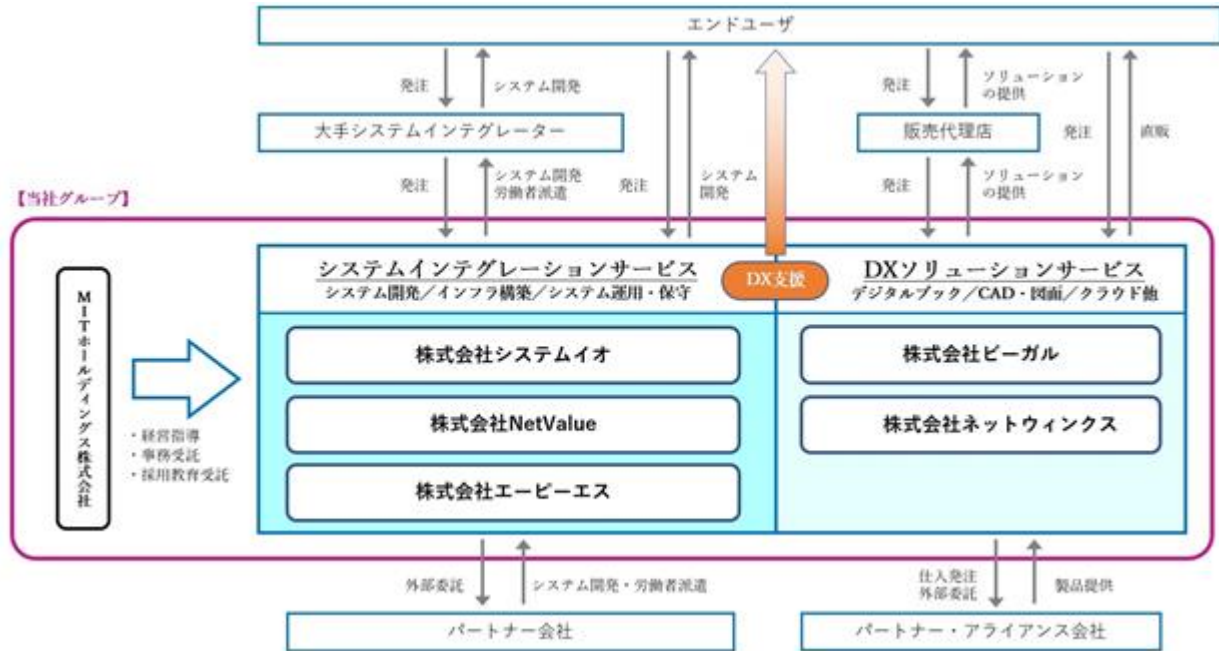 エンドユーザ
発注
システム開発
発注
ソリューション
の提供
大手システムインテグレーター
販売代理店
発注
直販
発注
システム開発
労働者派遣
発注
システム
開発
発注
ソリューション
の提供
【当社グループ】
MITホールディングス株式会社
・経営指導
・事務受託
・採用教育受託
システムインテグレーションサービス
システム開発／インフラ構築／システム運用・保守
DX支援
DXソリューションサービス
デジタルブック／CAD・図面／クラウド他
株式会社システムイオ
株式会社NetValue
株式会社エーピーエス
株式会社ビーガル
株式会社ネットウィンクス
外部委託
システム開発・労働者派遣
仕入発注
外部委託
製品提供
パートナー会社
パートナー・アライアンス会社